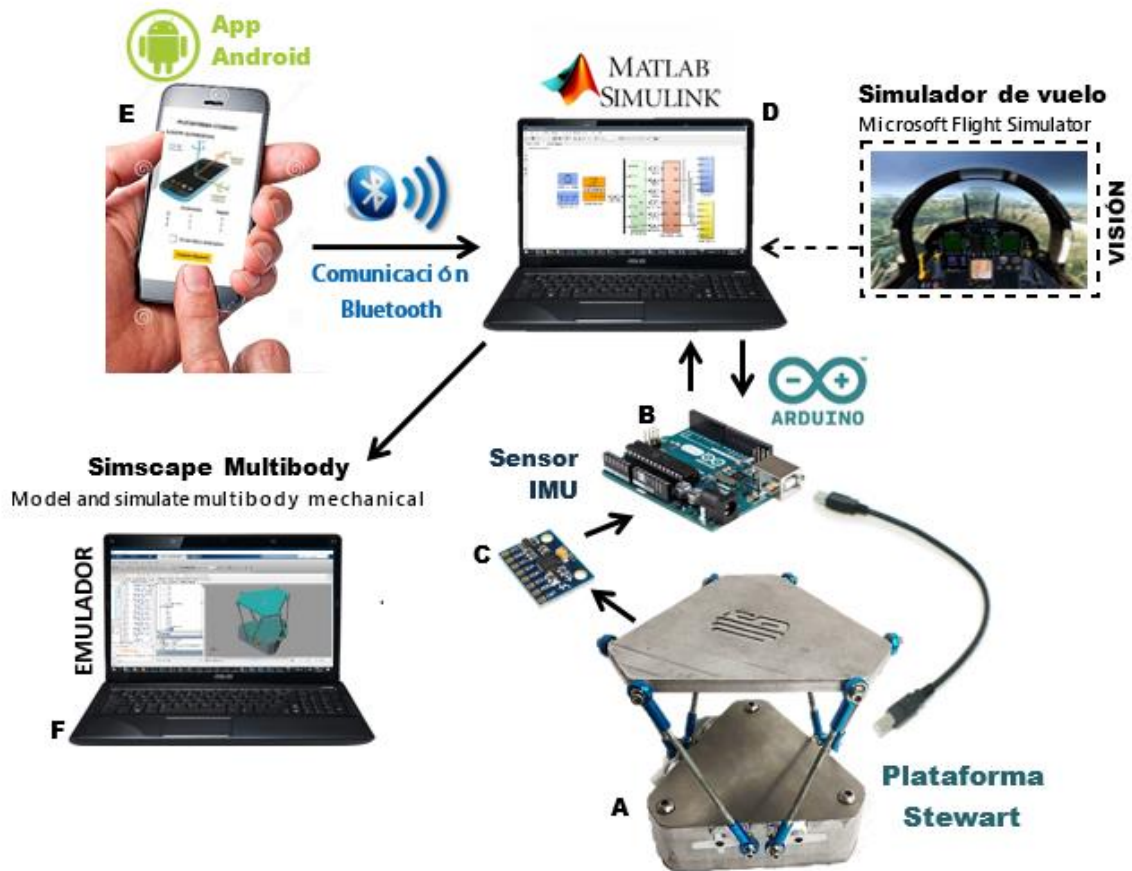 App
Android
E
MATLAB
SIMULINK
D
Simulador de vuelo
Microsoft Flight Simulator
VISIÓN
Comunicaci ó n
Bluetooth
ARDUINO
B
Sensor
IMU
C
Simscape Multibody
Model and simulate multibody mechanical
EMULADOR
F
A
Plataforma
Stewart